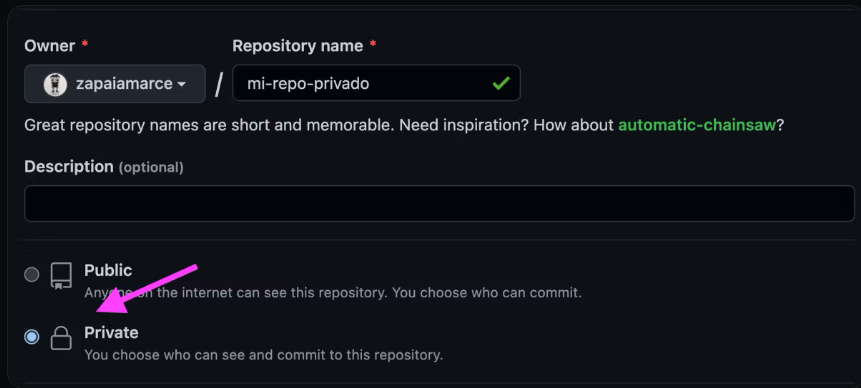 Owner *
Repository name *
zapaiamarce / mi-repo-privado
Great repository names are short and memorable. Need inspiration? How about automatic-chainsaw?
Description (optional)
Public
Anyone on the internet can see this repository. You choose who can commit.
Private
You choose who can see and commit to this repository.